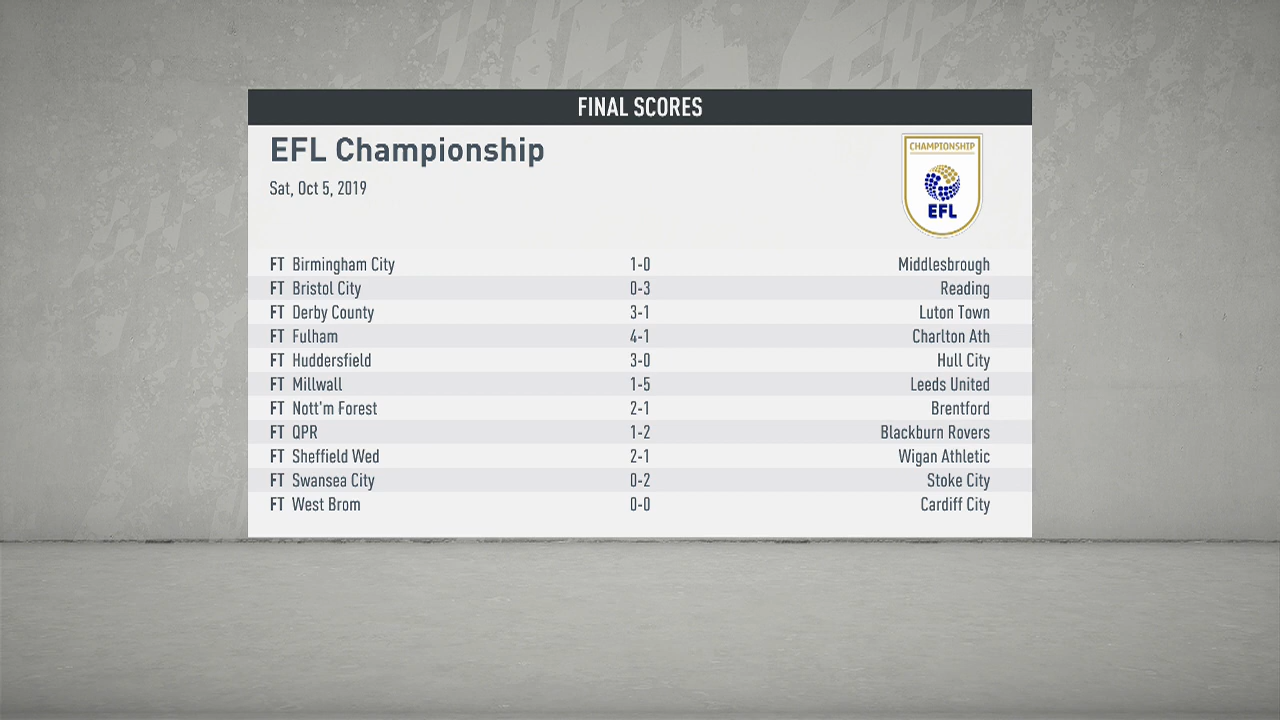 FINAL SCORES
EFL Championship
CHAMPIONSHIP
Sat, Oct 5, 2019
EFL
FT Birmingham City 1-0 Middlesbrough
FT Bristol City 0-3 Reading
FT Derby County 3-1 Luton Town
FT Fulham 4-1 Charlton Ath
FT Huddersfield 3-0 Hull City
FT Millwall 1-5 Leeds United
FT Nott'm Forest 2-1 Brentford
FT QPR 1-2 Blackburn Rovers
FT Sheffield Wed 2-1 Wigan Athletic
FT Swansea City 0-2 Stoke City
FT West Brom 0-0 Cardiff City